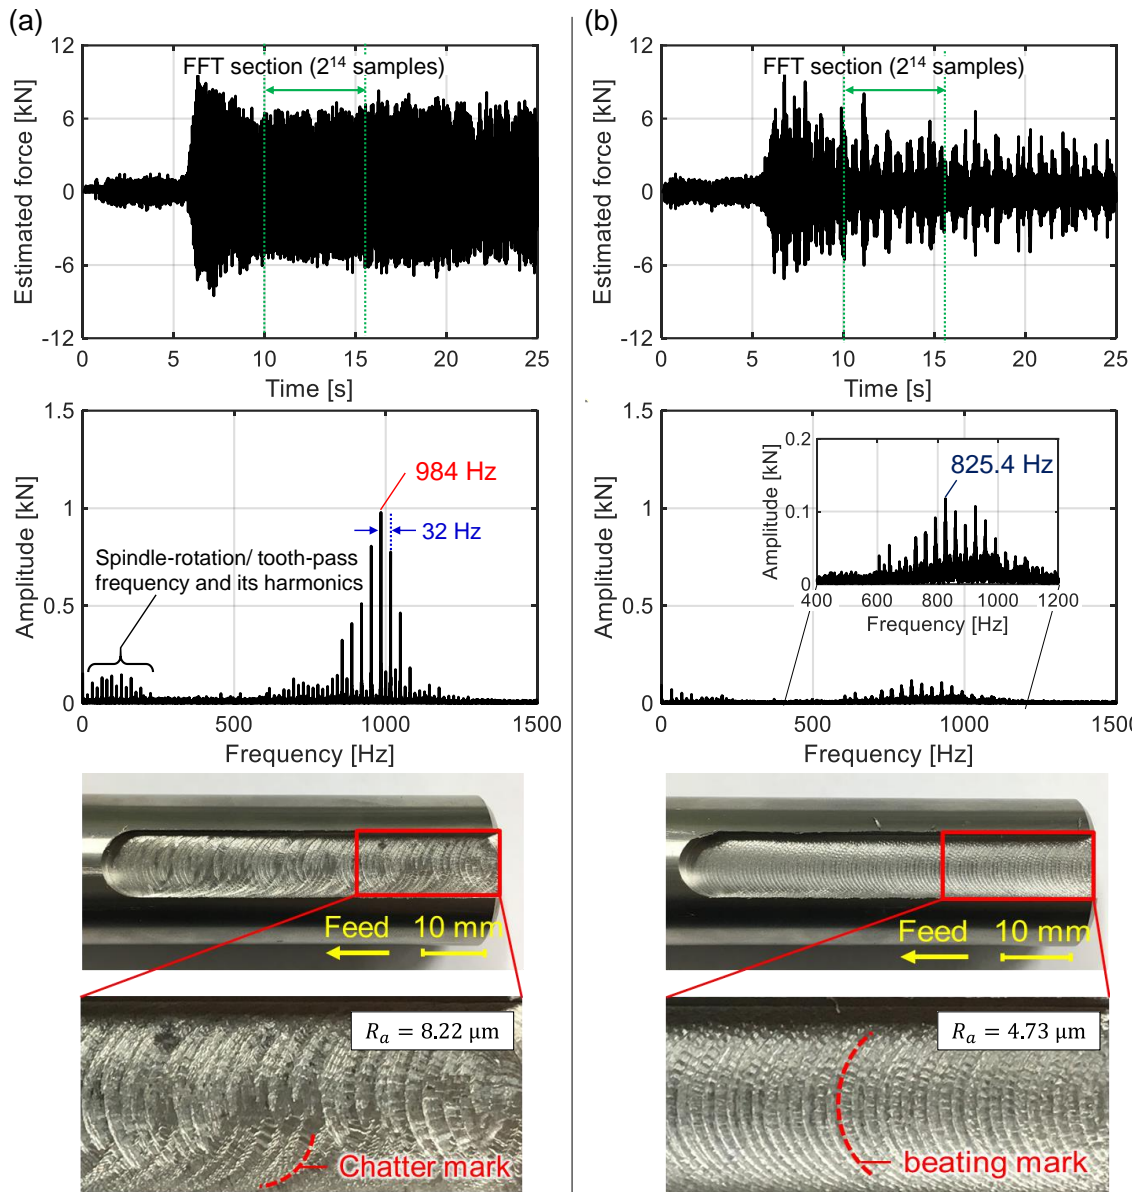 (a)
12
6
0
-6
-12
Estimated force [kN]
FFT section (2¹⁴ samples)
0 5 10 15 20 25
Time [s]
1.5
1
0.5
0
Amplitude [kN]
984 Hz
32 Hz
Spindle-rotation/ tooth-pass
frequency and its harmonics
0 500 1000 1500
Frequency [Hz]
Feed
10 mm
Rₐ = 8.22 μm
Chatter mark
(b)
12
6
0
-6
-12
Estimated force [kN]
FFT section (2¹⁴ samples)
0 5 10 15 20 25
Time [s]
1.5
1
0.5
0
Amplitude [kN]
0.2
0.1
0
Amplitude [kN]
825.4 Hz
400 600 800 1000 1200
Frequency [Hz]
0 500 1000 1500
Frequency [Hz]
Feed
10 mm
Rₐ = 4.73 μm
beating mark